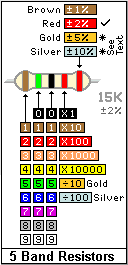 Brown ±1%
Red ±2% ✓
Gold ±5% *
Silver ±10% *
See Text
15K
±2%
0 0 X1
1 1 1 X10
2 2 2 X100
3 3 3 X1000
4 4 4 X10000
5 5 5 ÷10 Gold
6 6 6 ÷100 Silver
7 7 7
8 8 8
9 9 9
5 Band Resistors